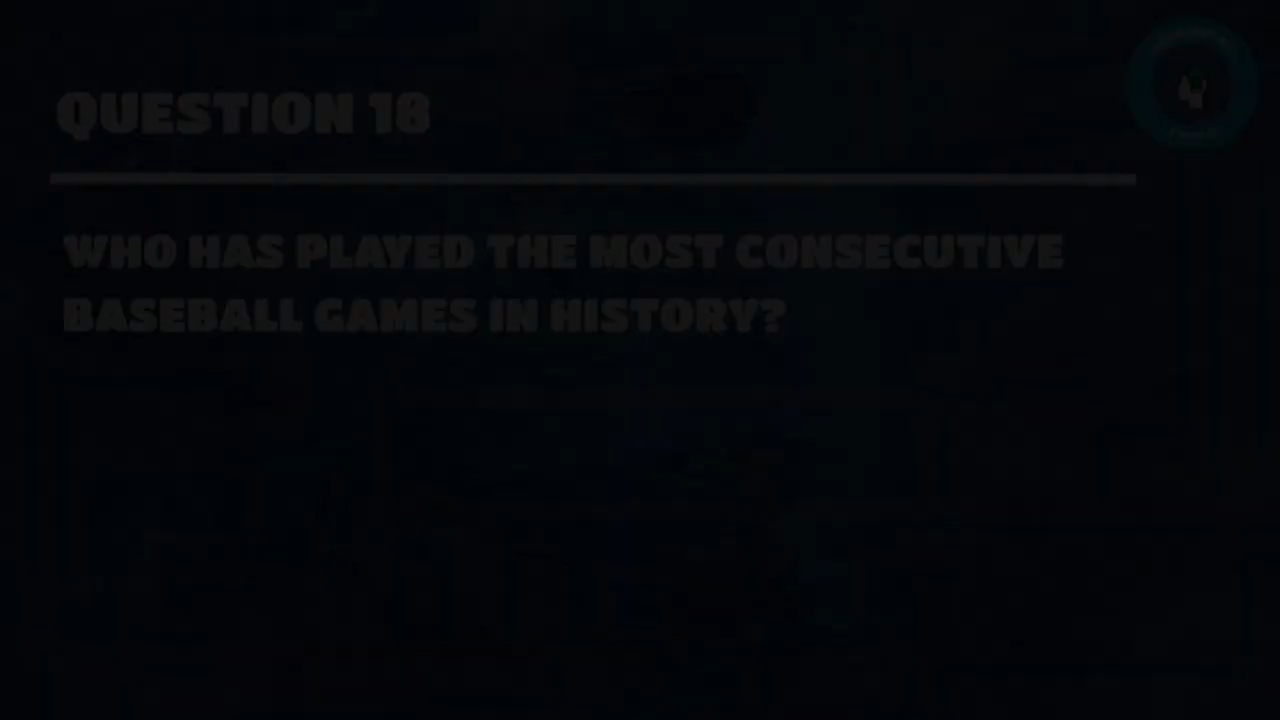 QUESTION 18
WHO HAS PLAYED THE MOST CONSECUTIVE
BASEBALL GAMES IN HISTORY?